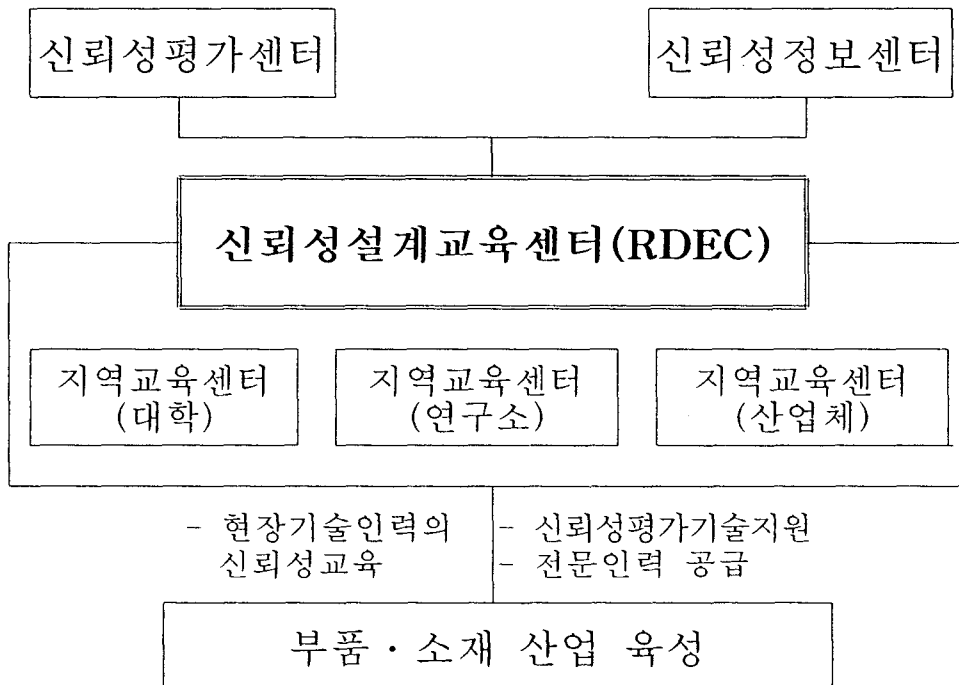 신뢰성평가센터
신뢰성정보센터
신뢰성설계교육센터(RDEC)
지역교육센터
(대학)
지역교육센터
(연구소)
지역교육센터
(산업체)
- 현장기술인력의
신뢰성교육
- 신뢰성평가기술지원
- 전문인력 공급
부품·소재 산업 육성